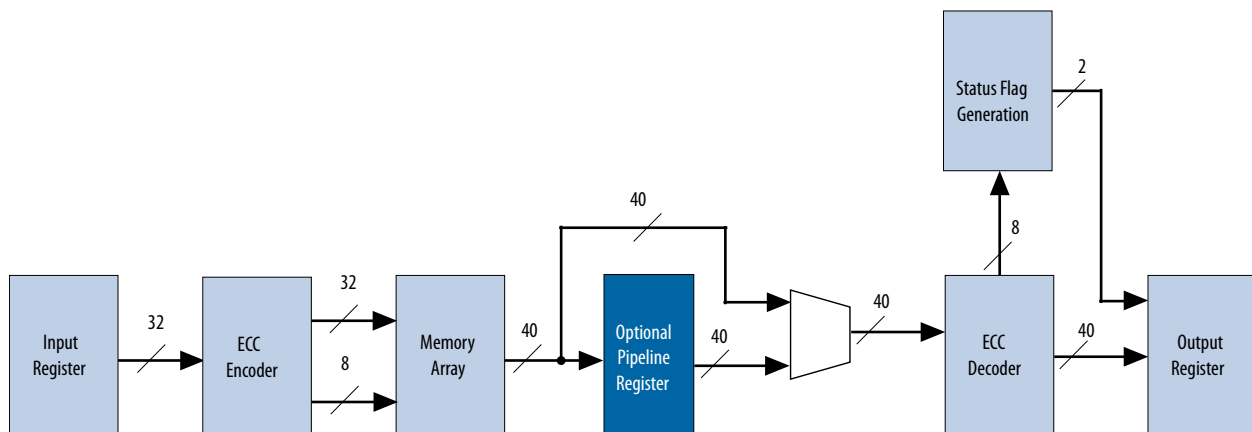 2
Status Flag
Generation
40
8
32
32
40
40
40
40
8
Input
Register
ECC
Encoder
Memory
Array
Optional
Pipeline
Register
ECC
Decoder
Output
Register